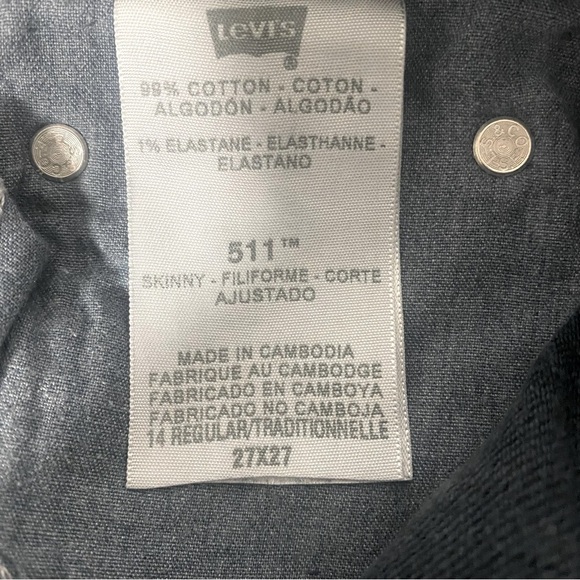 LEVI'S
®
99% COTTON - COTON -
ALGODÓN - ALGODÃO
1% ELASTANE - ELASTHANNE -
ELASTANO
511™
SKINNY - FILIFORME - CORTE
AJUSTADO
MADE IN CAMBODIA
FABRIQUE AU CAMBODGE
FABRICADO EN CAMBOYA
FABRICADO NO CAMBOJA
14 REGULAR/TRADITIONNELLE
27X27